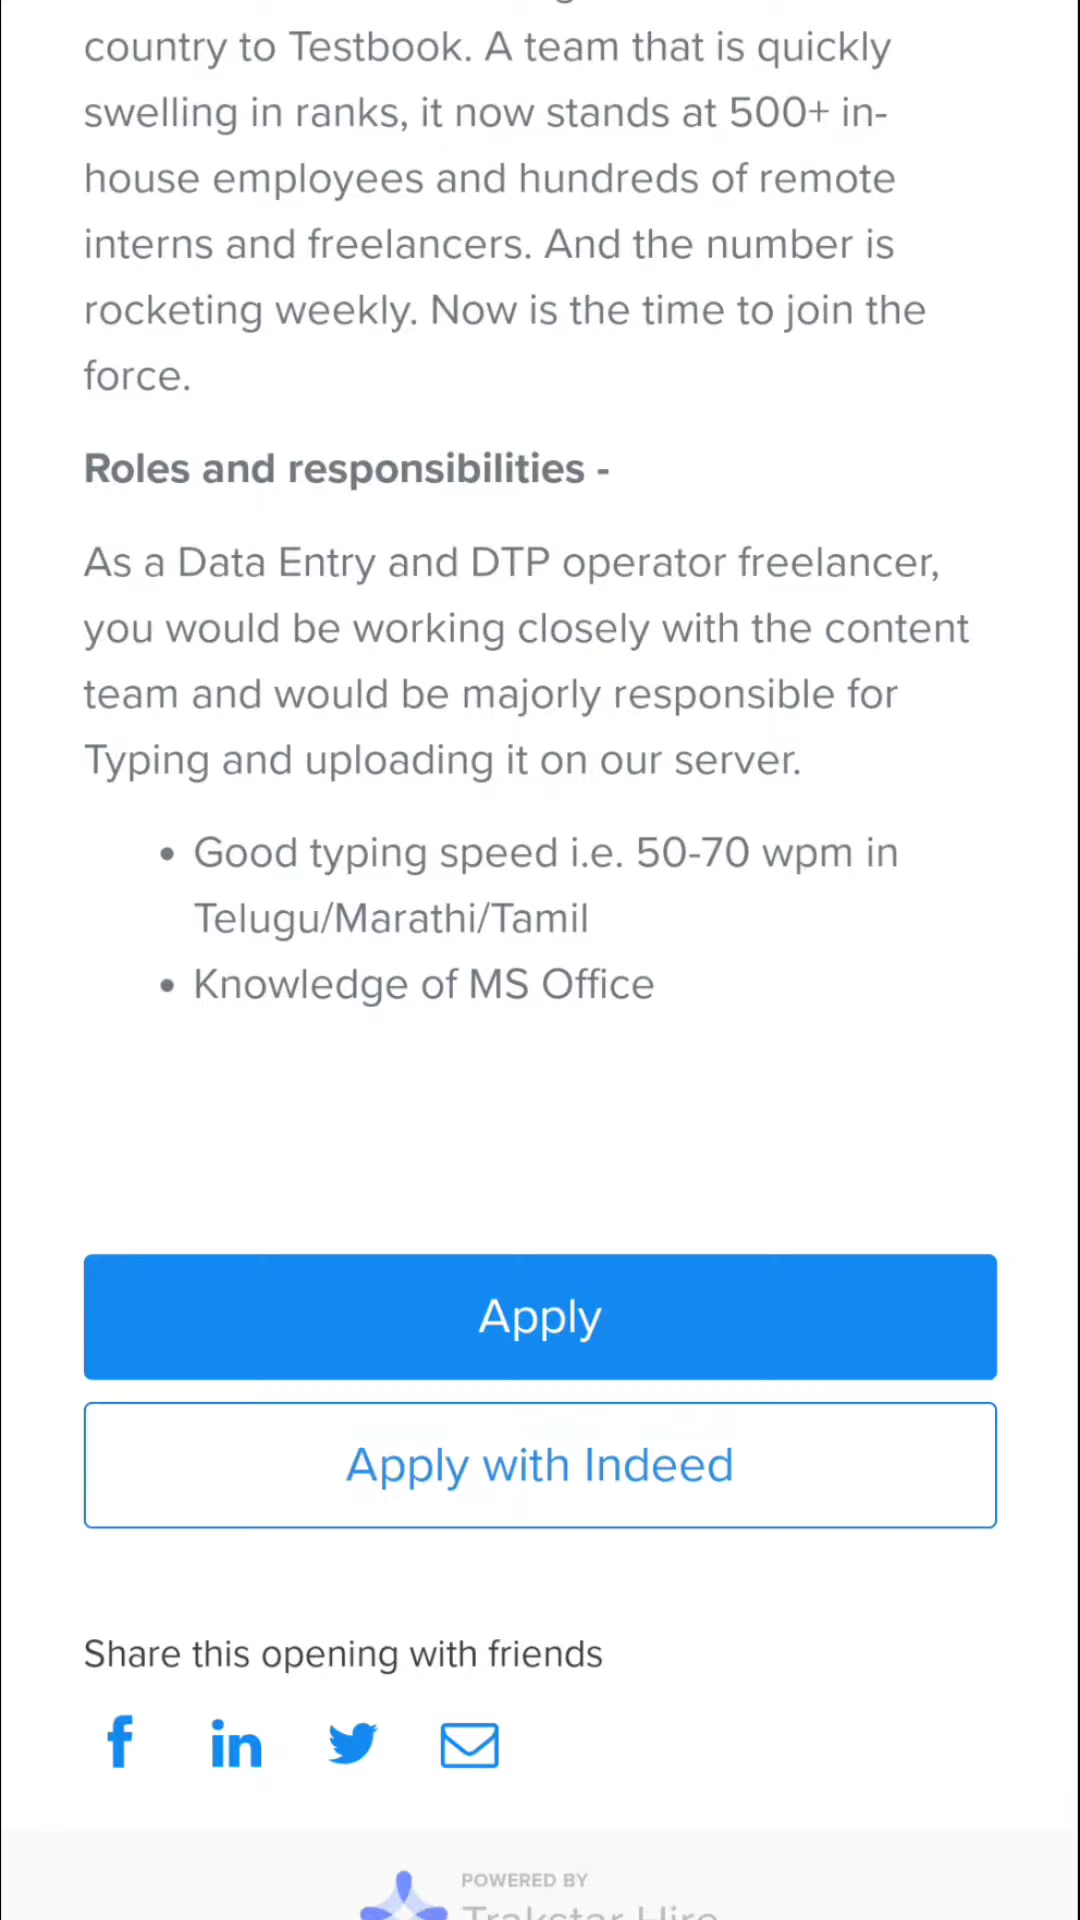 country to Testbook. A team that is quickly
swelling in ranks, it now stands at 500+ in-
house employees and hundreds of remote
interns and freelancers. And the number is
rocketing weekly. Now is the time to join the
force.
Roles and responsibilities -
As a Data Entry and DTP operator freelancer,
you would be working closely with the content
team and would be majorly responsible for
Typing and uploading it on our server.
• Good typing speed i.e. 50-70 wpm in
Telugu/Marathi/Tamil
• Knowledge of MS Office
Apply
Apply with Indeed
Share this opening with friends
POWERED BY
Trakstar Hire